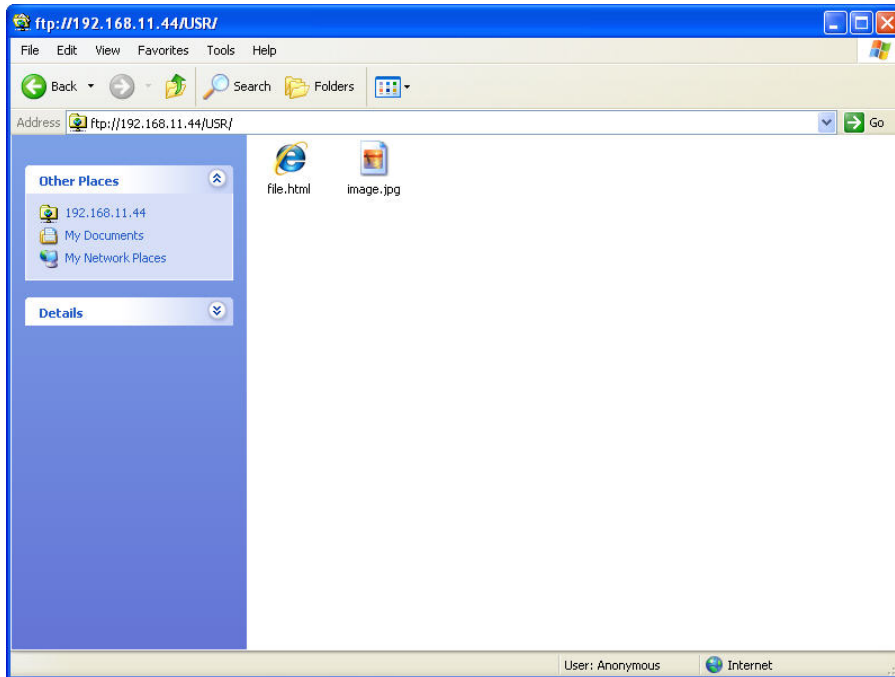 ftp://192.168.11.44/USR/
File Edit View Favorites Tools Help
Back Search Folders
Address ftp://192.168.11.44/USR/ Go
Other Places
192.168.11.44
My Documents
My Network Places
Details
file.html image.jpg
User: Anonymous Internet